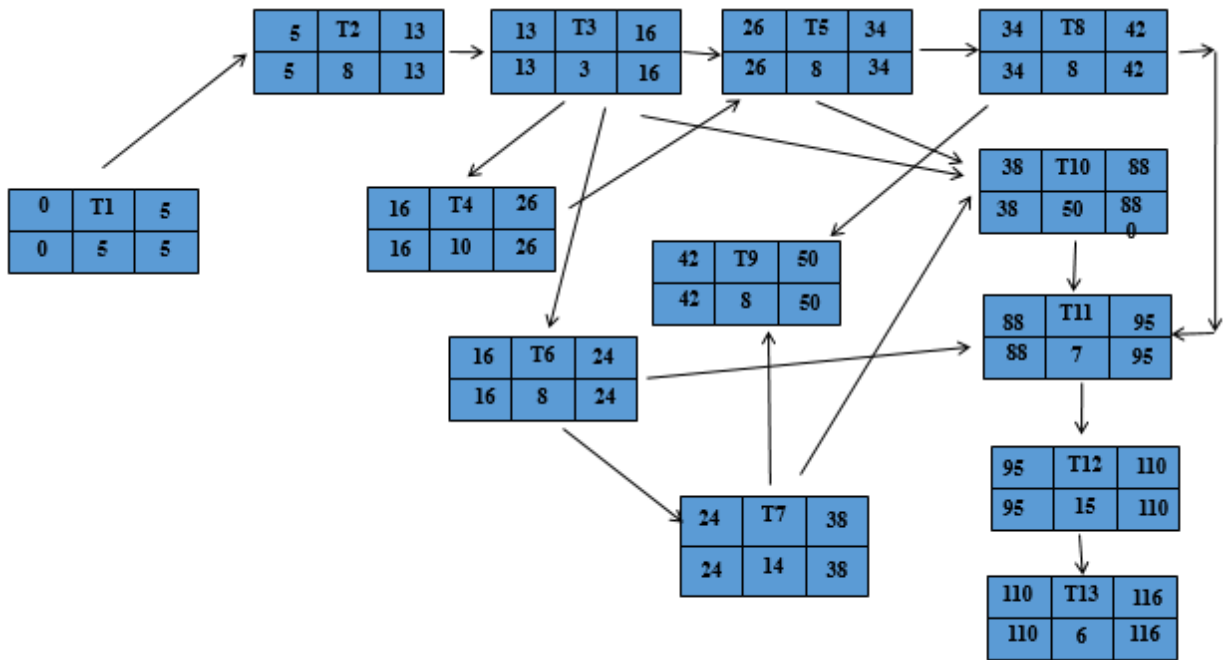 5 T2 13
5 8 13
13 T3 16
13 3 16
26 T5 34
26 8 34
34 T8 42
34 8 42
0 T1 5
0 5 5
16 T4 26
16 10 26
38 T10 88
38 50 88
0
42 T9 50
42 8 50
88 T11 95
88 7 95
16 T6 24
16 8 24
95 T12 110
95 15 110
24 T7 38
24 14 38
110 T13 116
110 6 116